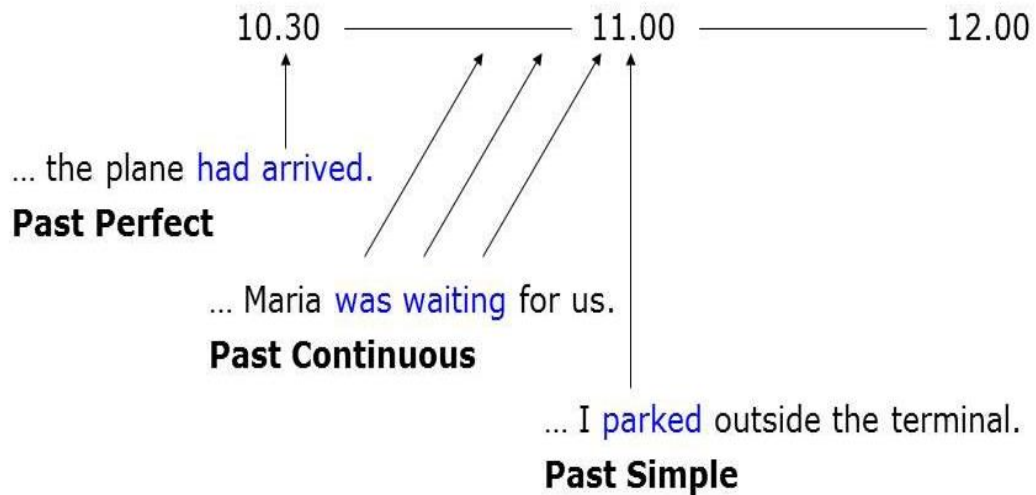 10.30 11.00 12.00
... the plane had arrived.
Past Perfect
... Maria was waiting for us.
Past Continuous
... I parked outside the terminal.
Past Simple